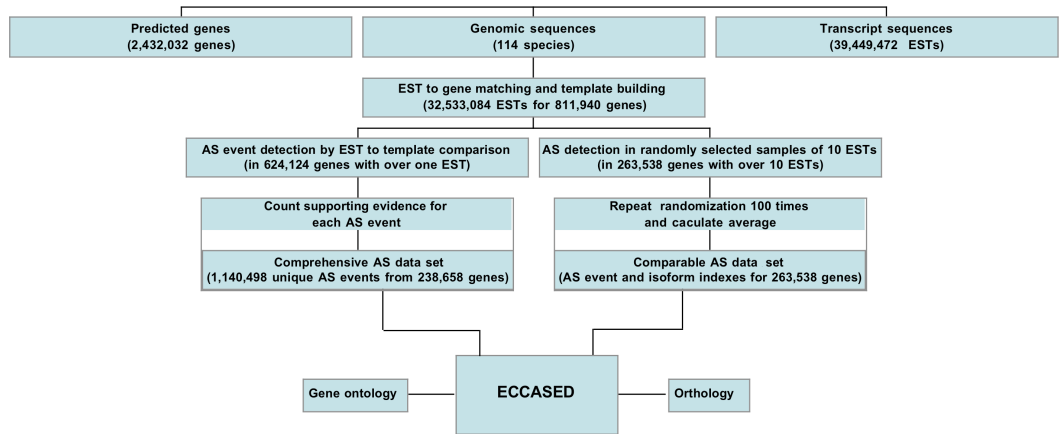 Predicted genes
(2,432,032 genes)
Genomic sequences
(114 species)
Transcript sequences
(39,449,472 ESTs)
EST to gene matching and template building
(32,533,084 ESTs for 811,940 genes)
AS event detection by EST to template comparison
(in 624,124 genes with over one EST)
AS detection in randomly selected samples of 10 ESTs
(in 263,538 genes with over 10 ESTs)
Count supporting evidence for
each AS event
Repeat randomization 100 times
and caculate average
Comprehensive AS data set
(1,140,498 unique AS events from 238,658 genes)
Comparable AS data set
(AS event and isoform indexes for 263,538 genes)
Gene ontology
ECCASED
Orthology